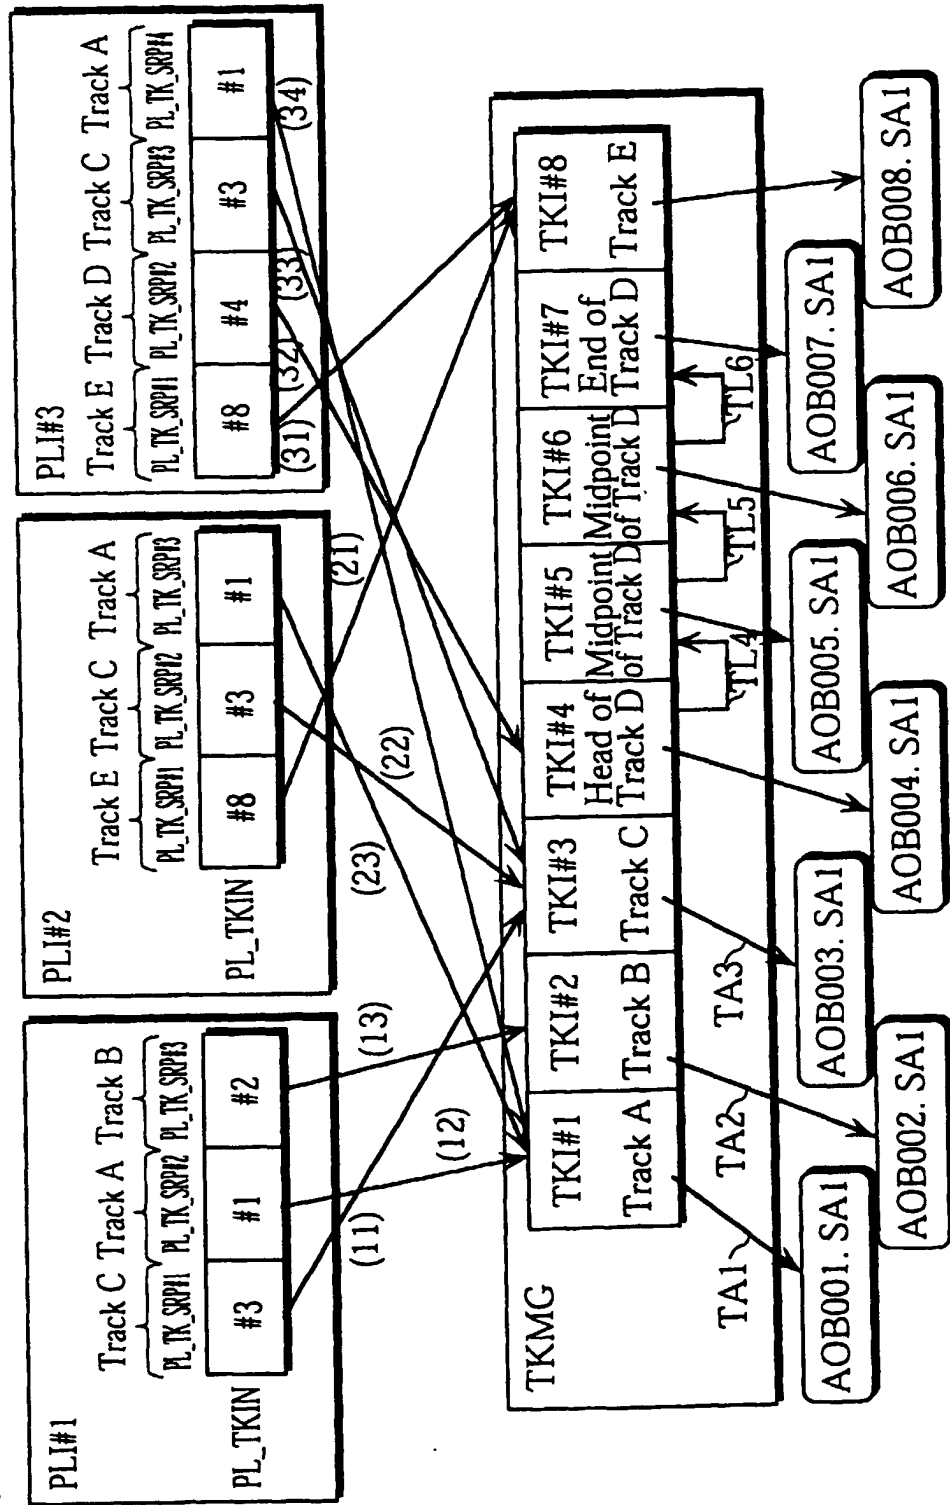 PLI#1
Track C Track A Track B
PL_TK_SRP#1 PL_TK_SRP#2 PL_TK_SRP#3
PL_TKIN
#3 #1 #2
(11)
(12)
(13)
PLI#2
Track E Track C Track A
PL_TK_SRP#1 PL_TK_SRP#2 PL_TK_SRP#3
PL_TKIN
#8 #3 #1
(21)
(22)
(23)
PLI#3
Track E Track D Track C Track A
PL_TK_SRP#1 PL_TK_SRP#2 PL_TK_SRP#3 PL_TK_SRP#4
#8 #4 #3 #1
(31)
(32)
(33)
(34)
TKMG
TKI#1
Track A
TKI#2
Track B
TKI#3
Track C
TKI#4
Head of
Track D
TKI#5
Midpoint
of Track D
TKI#6
Midpoint
of Track D
TKI#7
End of
Track D
TKI#8
Track E
TA1
TA2
TA3
TL4
TL5
TL6
AOB001. SA1
AOB002. SA1
AOB003. SA1
AOB004. SA1
AOB005. SA1
AOB006. SA1
AOB007. SA1
AOB008. SA1